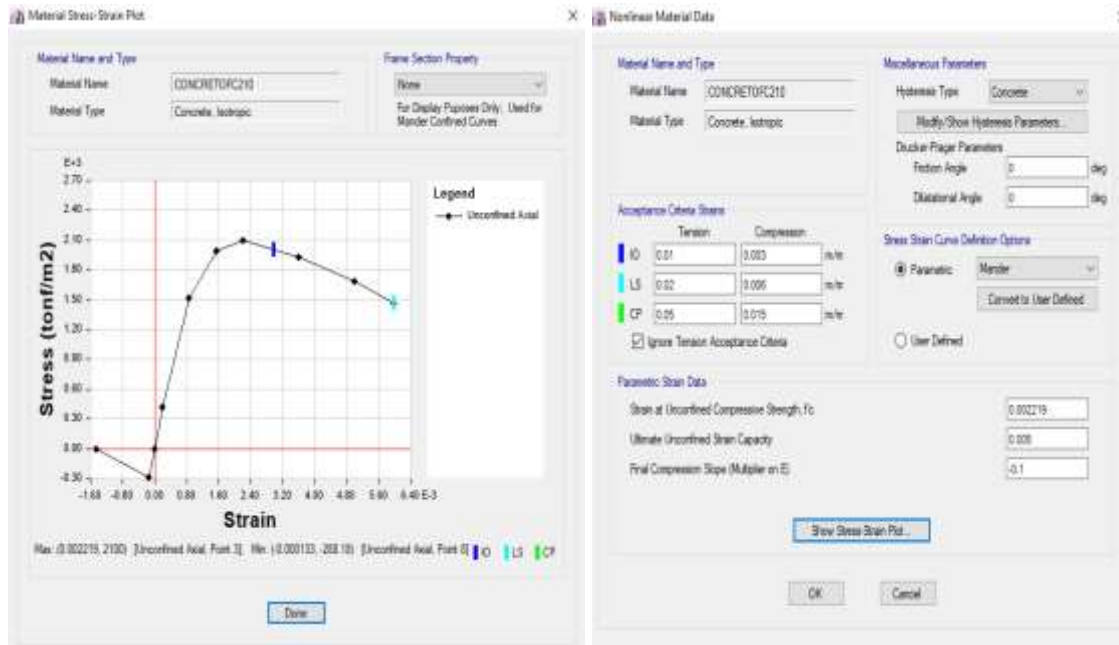 Material Stress-Strain Plot
Material Name and Type
Material Name CONCRETOFC210
Material Type Concrete, Isotropic
Frame Section Property
None
For Display Puposes Only; Used for
Mander Confined Curves
E+3
2.70
2.40
2.10
1.80
1.50
1.20
0.90
0.60
0.30
0.00
-0.30
Stress (tonf/m2)
-1.60 -0.80 0.00 0.80 1.60 2.40 3.20 4.00 4.80 5.60 6.40 E-3
Strain
Legend
Unconfined Axial
Max: (0.002219, 2100) [Unconfined Axial, Point 3]; Min: [Unconfined Axial, Point
IO LS CP
Done
Nonlinear Material Data
Material Name and Type
Material Name CONCRETOFC210
Material Type Concrete, Isotropic
Miscellaneous Parameters
Hysteresis Type Concrete
Modify/Show Hysteresis Parameters...
Drucker-Prager Parameters
Friction Angle 0 deg
Dilatational Angle 0 deg
Acceptance Criteria Strains
Tension Compression
IO 0.01 0.003 m/m
LS 0.02 0.006 m/m
CP 0.05 0.015 m/m
Ignore Tension Acceptance Criteria
Stress Strain Curve Definition Options
Parametric Mander
Convert to User Defined
User Defined
Parametric Strain Data
Strain at Unconfined Compressive Strength, f'c 0.002219
Ultimate Unconfined Strain Capacity
Final Compression Slope (Multiplier on E) -0.1
Show Stress-Strain Plot...
OK Cancel